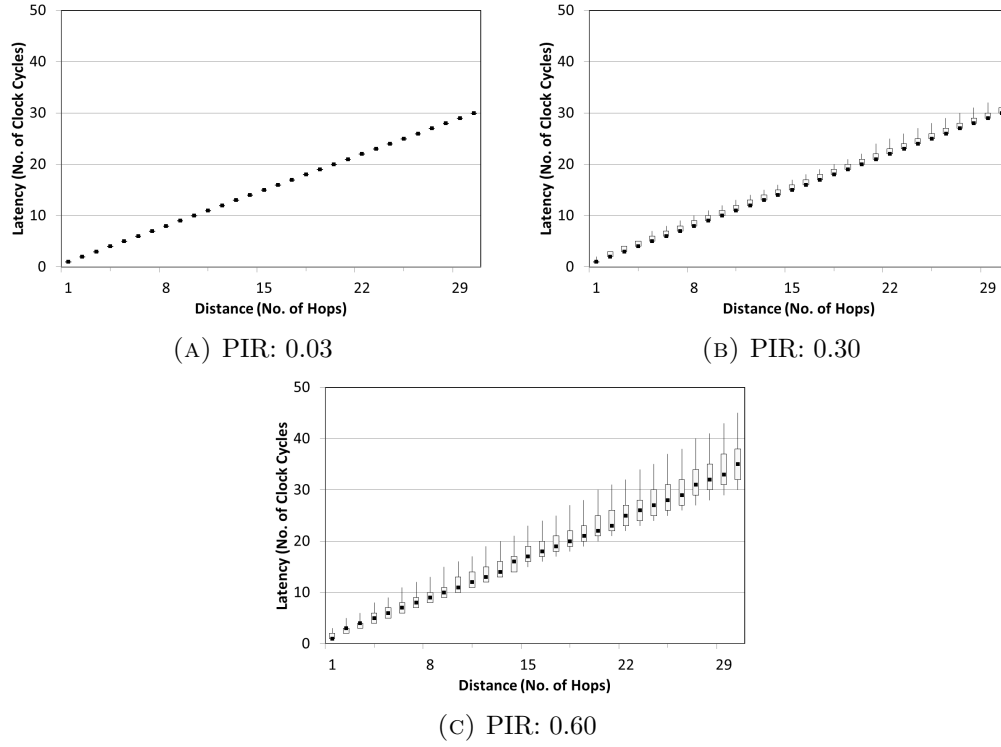 50
40
30
20
10
0
Latency (No. of Clock Cycles)
1 8 15 22 29
Distance (No. of Hops)
(A) PIR: 0.03
50
40
30
20
10
0
Latency (No. of Clock Cycles)
1 8 15 22 29
Distance (No. of Hops)
(B) PIR: 0.30
50
40
30
20
10
0
Latency (No. of Clock Cycles)
1 8 15 22 29
Distance (No. of Hops)
(C) PIR: 0.60